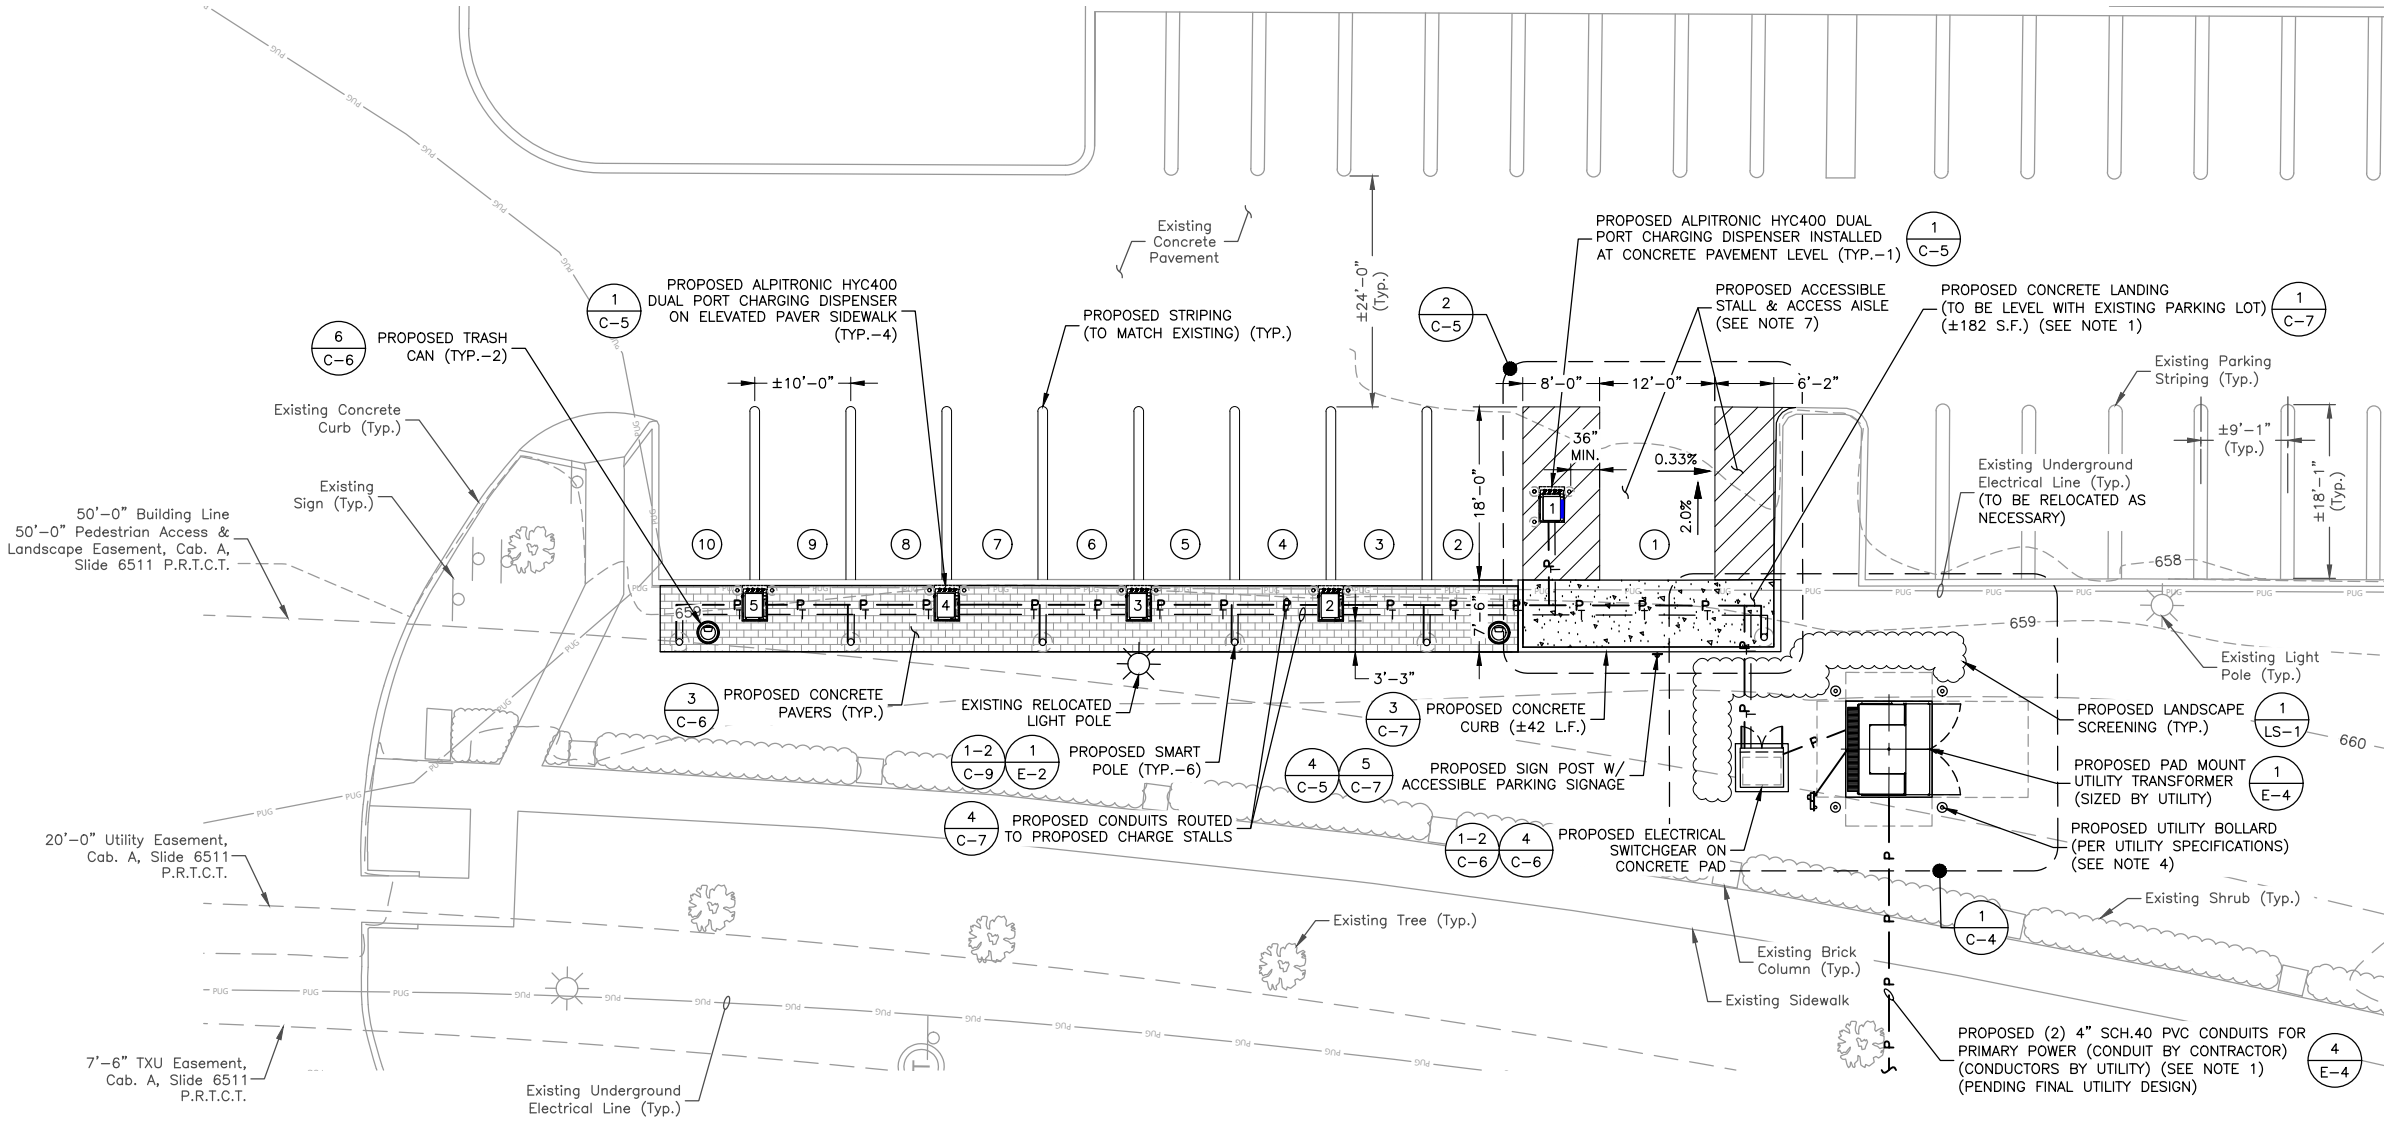 Existing
Concrete
Pavement
±24'-0"
(Typ.)
PROPOSED ALPITRONIC HYC400 DUAL
PORT CHARGING DISPENSER INSTALLED
AT CONCRETE PAVEMENT LEVEL (TYP.-1)
1
C-5
PROPOSED ALPITRONIC HYC400
DUAL PORT CHARGING DISPENSER
ON ELEVATED PAVER SIDEWALK
(TYP.-4)
1
C-5
PROPOSED STRIPING
(TO MATCH EXISTING) (TYP.)
2
C-5
PROPOSED ACCESSIBLE
STALL & ACCESS AISLE
(SEE NOTE 7)
PROPOSED CONCRETE LANDING
(TO BE LEVEL WITH EXISTING PARKING LOT)
(±182 S.F.) (SEE NOTE 1)
1
C-7
6
C-6
PROPOSED TRASH
CAN (TYP.-2)
Existing Parking
Striping (Typ.)
±10'-0"
8'-0"
12'-0"
6'-2"
Existing Concrete
Curb (Typ.)
36"
MIN.
0.33%
2.0%
18'-0"
±9'-1"
(Typ.)
±18'-1"
(Typ.)
Existing Underground
Electrical Line (Typ.)
(TO BE RELOCATED AS
NECESSARY)
Existing
Sign (Typ.)
50'-0" Building Line
50'-0" Pedestrian Access &
Landscape Easement, Cab. A,
Slide 6511 P.R.T.C.T.
10
9
8
7
6
5
4
3
2
1
1
658
5
4
3
2
659
7'-6"
659
3'-3"
Existing Light
Pole (Typ.)
3
C-6
PROPOSED CONCRETE
PAVERS (TYP.)
EXISTING RELOCATED
LIGHT POLE
3
C-7
PROPOSED CONCRETE
CURB (±42 L.F.)
PROPOSED LANDSCAPE
SCREENING (TYP.)
1
LS-1
660
1-2
C-9
1
E-2
PROPOSED SMART
POLE (TYP.-6)
4
C-5
5
C-7
PROPOSED SIGN POST W/
ACCESSIBLE PARKING SIGNAGE
PROPOSED PAD MOUNT
UTILITY TRANSFORMER
(SIZED BY UTILITY)
1
E-4
4
C-7
PROPOSED CONDUITS ROUTED
TO PROPOSED CHARGE STALLS
1-2
C-6
4
C-6
PROPOSED ELECTRICAL
SWITCHGEAR ON
CONCRETE PAD
PROPOSED UTILITY BOLLARD
(PER UTILITY SPECIFICATIONS)
(SEE NOTE 4)
20'-0" Utility Easement,
Cab. A, Slide 6511
P.R.T.C.T.
Existing Tree (Typ.)
Existing Shrub (Typ.)
1
C-4
Existing Brick
Column (Typ.)
Existing Sidewalk
7'-6" TXU Easement,
Cab. A, Slide 6511
P.R.T.C.T.
Existing Underground
Electrical Line (Typ.)
T
PROPOSED (2) 4" SCH.40 PVC CONDUITS FOR
PRIMARY POWER (CONDUIT BY CONTRACTOR)
(CONDUCTORS BY UTILITY) (SEE NOTE 1)
(PENDING FINAL UTILITY DESIGN)
4
E-4